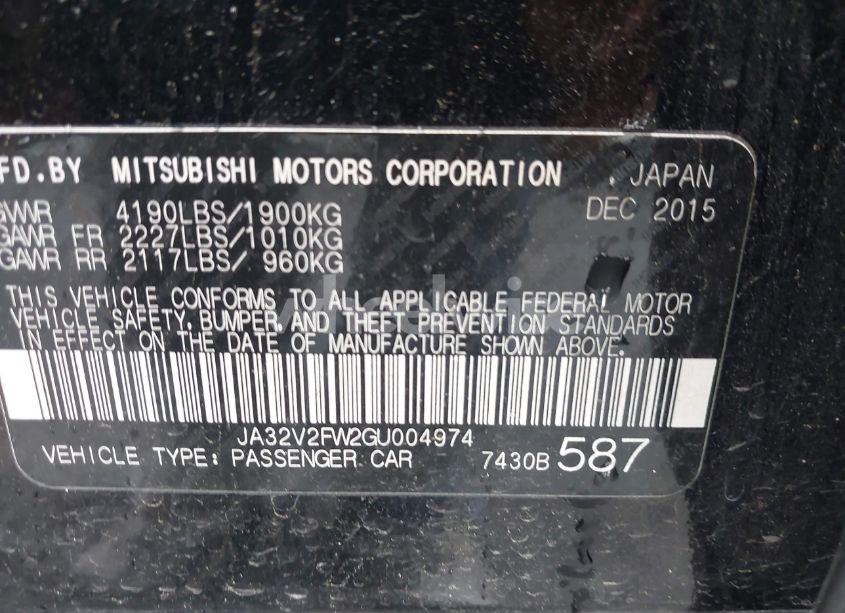 FD.BY MITSUBISHI MOTORS CORPORATION JAPAN
GVWR 4190LBS/1900KG DEC 2015
GAWR FR 2227LBS/1010KG
GAWR RR 2117LBS/ 960KG
THIS VEHICLE CONFORMS TO ALL APPLICABLE FEDERAL MOTOR
VEHICLE SAFETY, BUMPER, AND THEFT PREVENTION STANDARDS
IN EFFECT ON THE DATE OF MANUFACTURE SHOWN ABOVE.
JA32V2FW2GU004974
VEHICLE TYPE: PASSENGER CAR 7430B 587